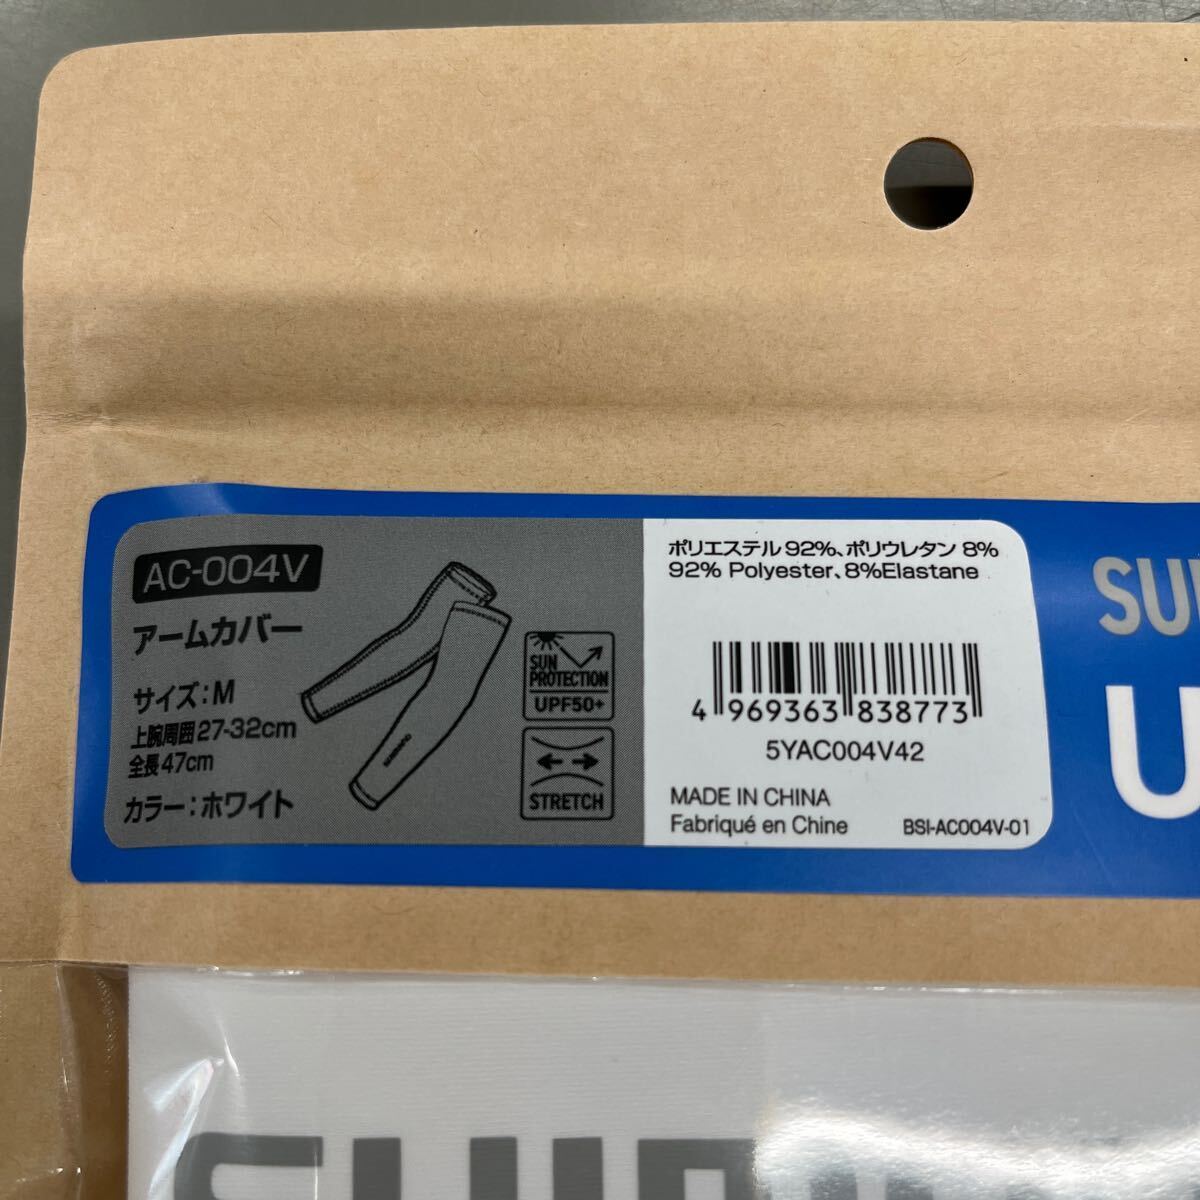 AC-004V
アームカバー
サイズ:M
上腕周囲27-32cm
全長47cm
カラー:ホワイト
SHIMANO
SUN
PROTECTION
UPF50+
STRETCH
ポリエステル 92%、ポリウレタン 8%
92% Polyester、8%Elastane
4 969363 838773
5YAC004V42
MADE IN CHINA
Fabriqué en Chine
BSI-AC004V-01